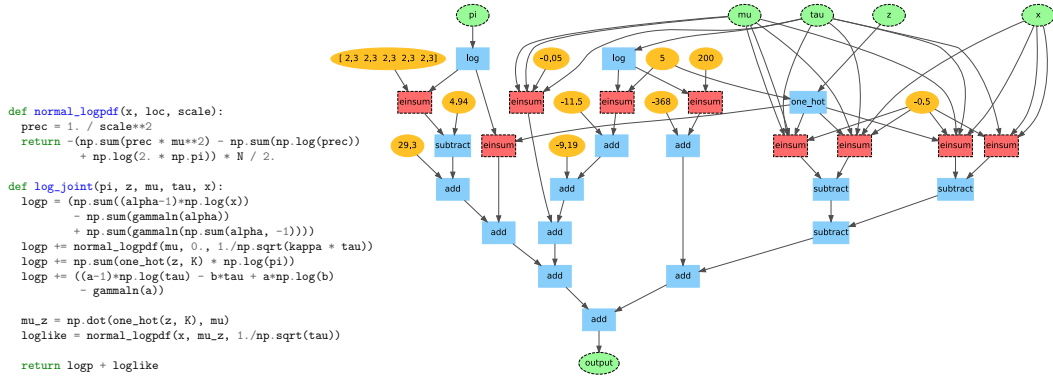 def normal_logpdf(x, loc, scale):
prec = 1. / scale**2
return -(np.sum(prec * mu**2) - np.sum(np.log(prec))
+ np.log(2. * np.pi)) * N / 2.
def log_joint(pi, z, mu, tau, x):
logp = (np.sum((alpha-1)*np.log(x))
- np.sum(gammaln(alpha))
+ np.sum(gammaln(np.sum(alpha, -1))))
logp += normal_logpdf(mu, 0., 1./np.sqrt(kappa * tau))
logp += np.sum(one_hot(z, K) * np.log(pi))
logp += ((a-1)*np.log(tau) - b*tau + a*np.log(b)
- gammaln(a))
mu_z = np.dot(one_hot(z, K), mu)
loglike = normal_logpdf(x, mu_z, 1./np.sqrt(tau))
return logp + loglike
pi mu tau z x
[ 2,3 2,3 2,3 2,3 2,3] log -0,05 log 5 200
einsum 4,94 einsum -11,5 einsum -368 einsum one_hot -0,5
29,3 subtract einsum -9,19 add add einsum einsum einsum einsum
add add subtract subtract
add add subtract
add add
add
output